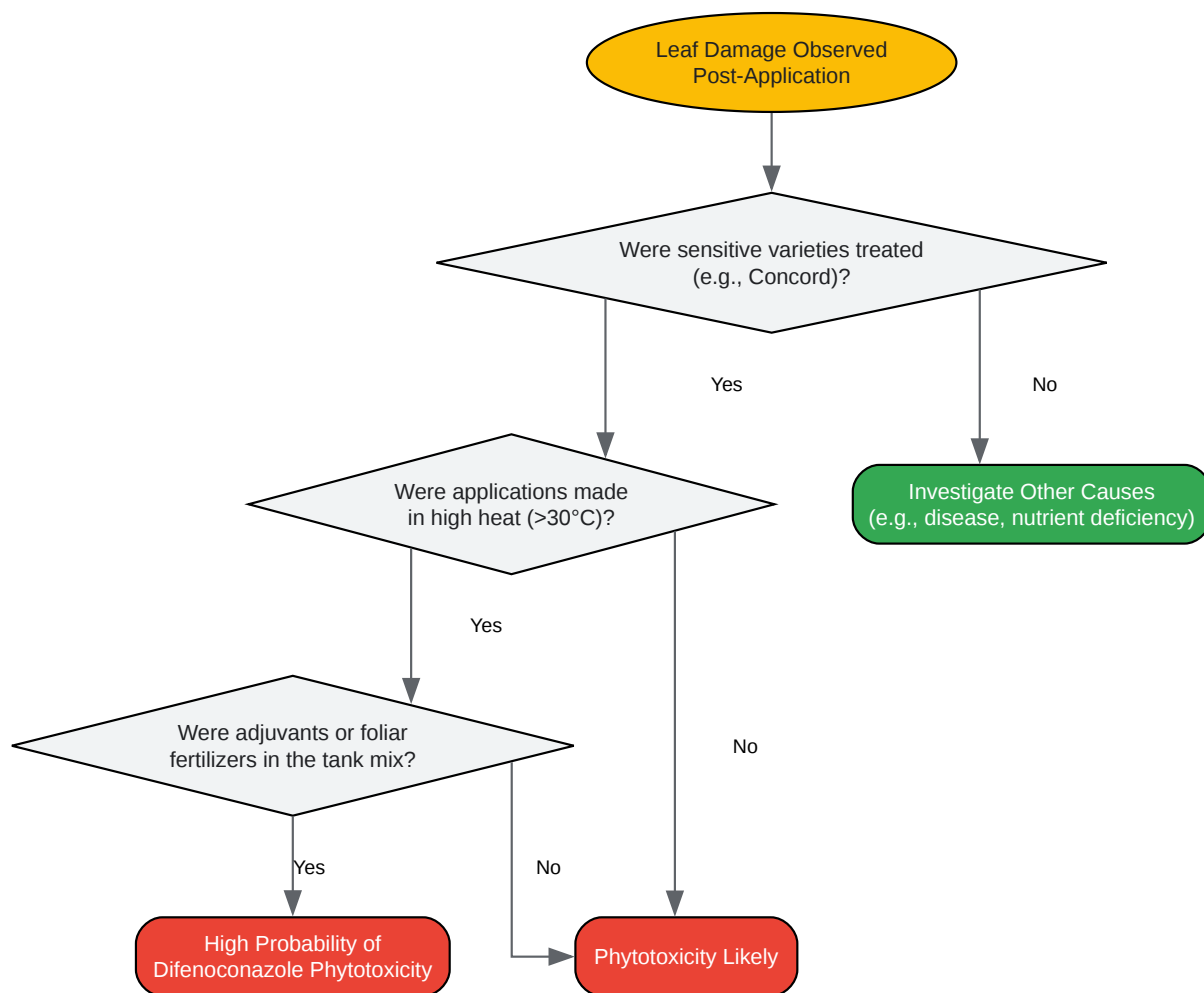 Leaf Damage Observed
Post-Application
Were sensitive varieties treated
(e.g., Concord)?
Yes
No
Were applications made
in high heat (>30°C)?
Investigate Other Causes
(e.g., disease, nutrient deficiency)
Yes
No
Were adjuvants or foliar
fertilizers in the tank mix?
Yes
No
High Probability of
Difenoconazole Phytotoxicity
Phytotoxicity Likely